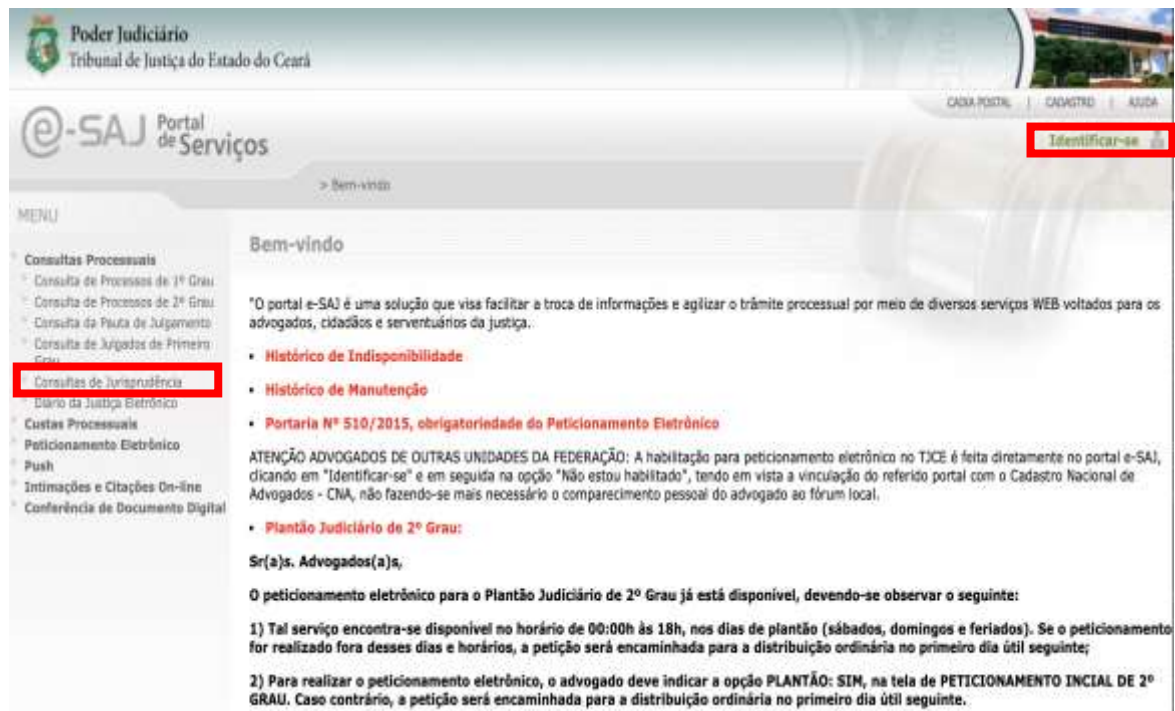 Poder Judiciário
Tribunal de Justiça do Estado do Ceará
CAIXA POSTAL | CADASTRO | AJUDA
e-SAJ Portal de Serviços
Identificar-se
> Bem-vindo
MENU
Consultas Processuais
Consulta de Processos de 1º Grau
Consulta de Processos de 2º Grau
Consulta da Pauta de Julgamento
Consulta de Julgados de Primeiro
Grau
Consultas de Jurisprudência
Diário da Justiça Eletrônico
Custas Processuais
Peticionamento Eletrônico
Push
Intimações e Citações On-line
Conferência de Documento Digital
Bem-vindo
"O portal e-SAJ é uma solução que visa facilitar a troca de informações e agilizar o trâmite processual por meio de diversos serviços WEB voltados para os
advogados, cidadãos e serventuários da justiça.
• Histórico de Indisponibilidade
• Histórico de Manutenção
• Portaria Nº 510/2015, obrigatoriedade do Peticionamento Eletrônico
ATENÇÃO ADVOGADOS DE OUTRAS UNIDADES DA FEDERAÇÃO: A habilitação para peticionamento eletrônico no TJCE é feita diretamente no portal e-SAJ,
clicando em "Identificar-se" e em seguida na opção "Não estou habilitado", tendo em vista a vinculação do referido portal com o Cadastro Nacional de
Advogados - CNA, não fazendo-se mais necessário o comparecimento pessoal do advogado ao fórum local.
• Plantão Judiciário de 2º Grau:
Sr(a)s. Advogados(a)s,
O peticionamento eletrônico para o Plantão Judiciário de 2º Grau já está disponível, devendo-se observar o seguinte:
1) Tal serviço encontra-se disponível no horário de 00:00h às 18h, nos dias de plantão (sábados, domingos e feriados). Se o peticionamento
for realizado fora desses dias e horários, a petição será encaminhada para a distribuição ordinária no primeiro dia útil seguinte;
2) Para realizar o peticionamento eletrônico, o advogado deve indicar a opção PLANTÃO: SIM, na tela de PETICIONAMENTO INCIAL DE 2º
GRAU. Caso contrário, a petição será encaminhada para a distribuição ordinária no primeiro dia útil seguinte.